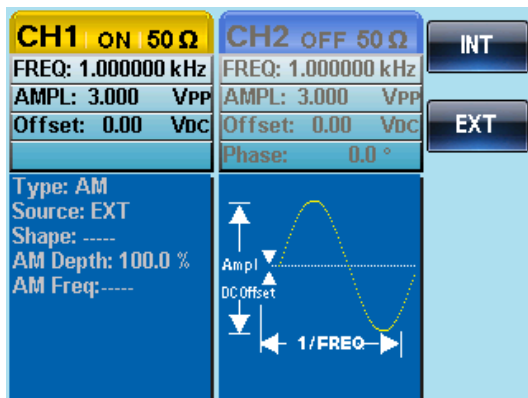 CH1 ON 50 Ω
FREQ: 1.000000 kHz
AMPL: 3.000 VPP
Offset: 0.00 VDC
CH2 OFF 50 Ω
FREQ: 1.000000 kHz
AMPL: 3.000 VPP
Offset: 0.00 VDC
Phase: 0.0 °
INT
EXT
Type: AM
Source: EXT
Shape: -----
AM Depth: 100.0 %
AM Freq:-----
Ampl
DC Offset
1/FREQ